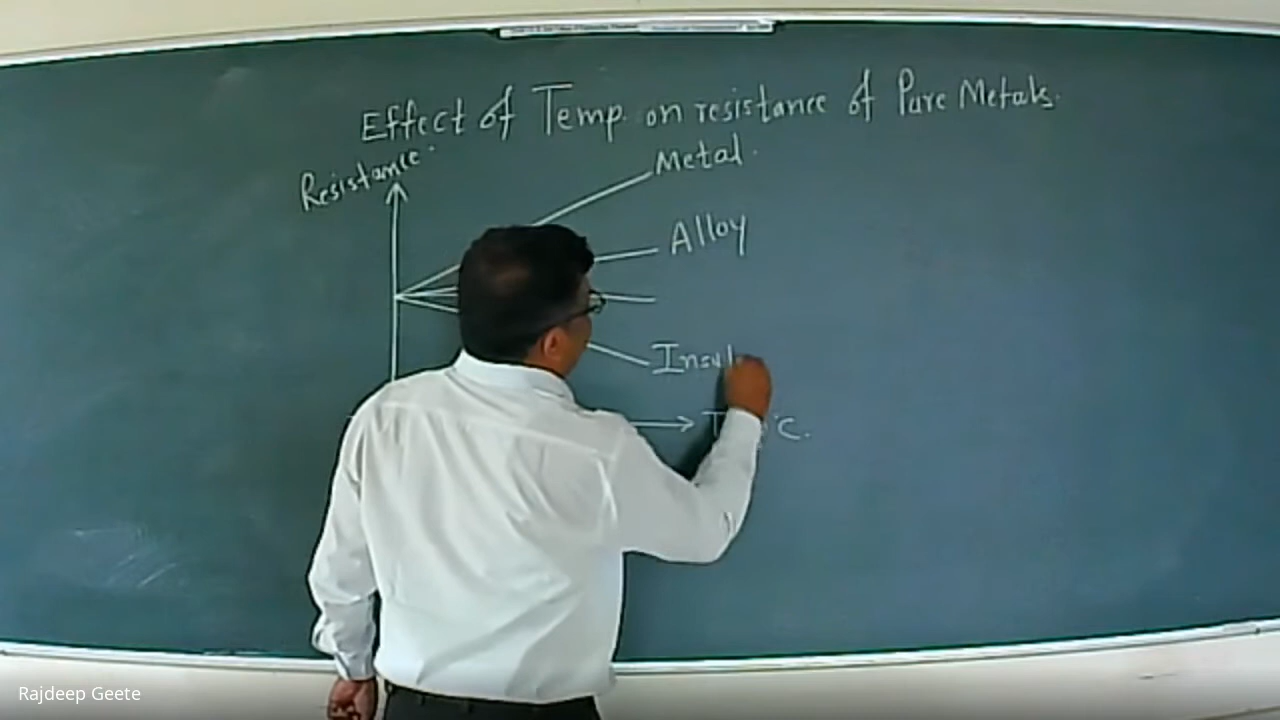 Effect of Temp. on resistance of Pure Metals.
Resistance
Metal.
Alloy
Insul
°C.
Rajdeep Geete